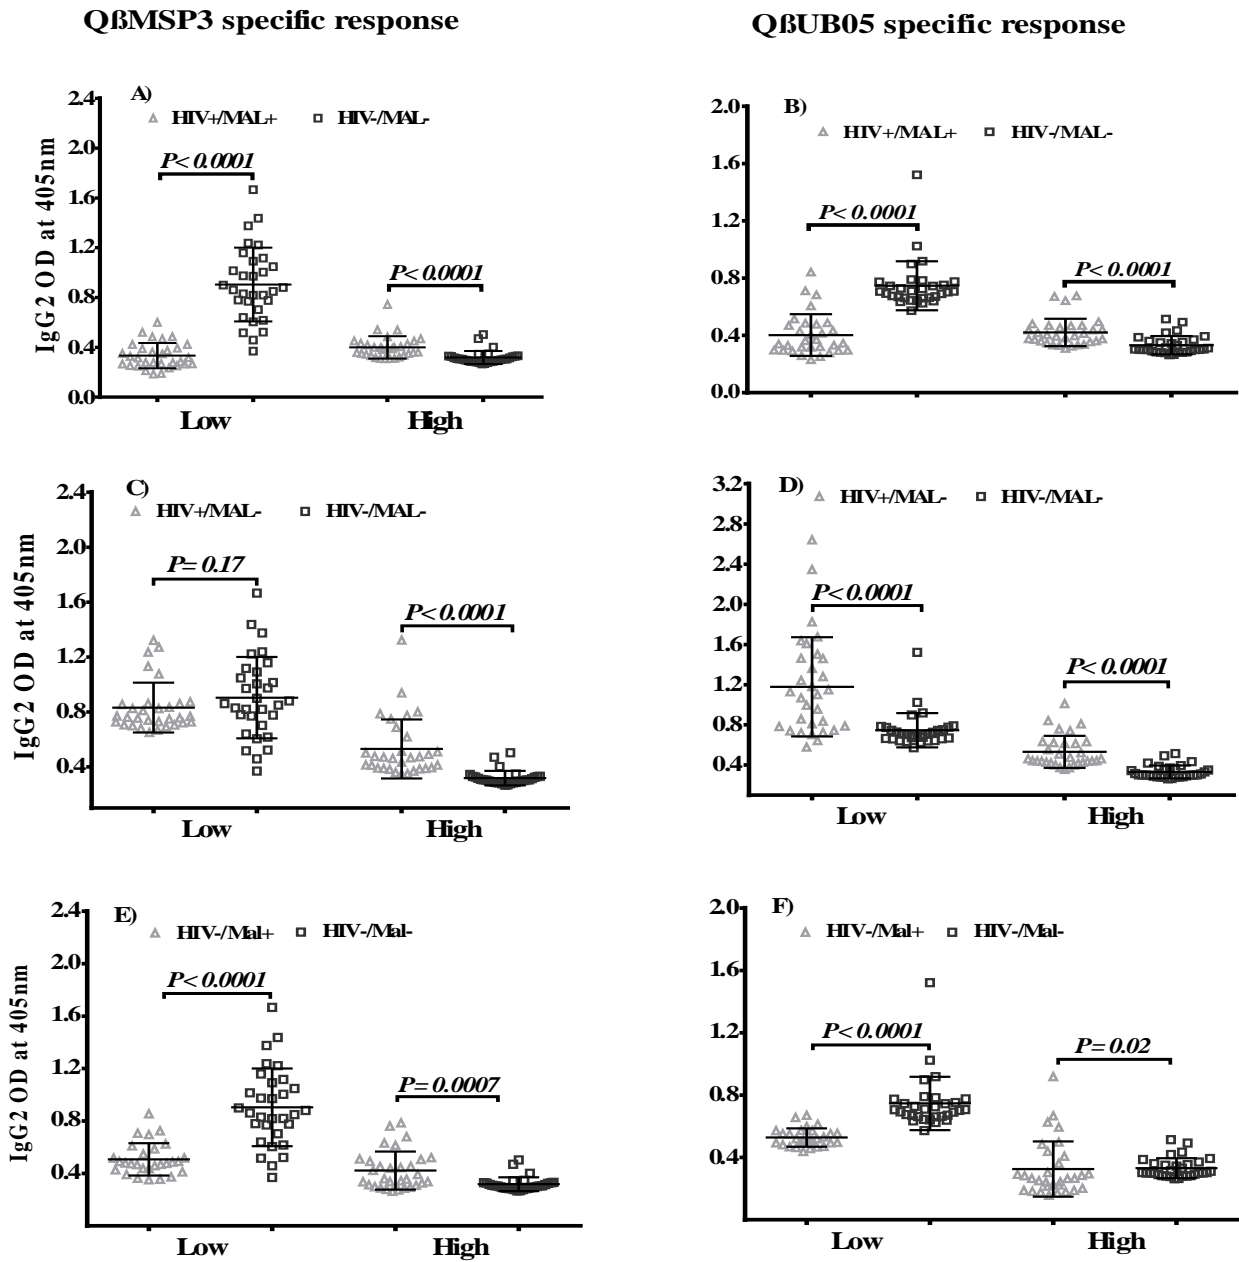 QßMSP3 specific response
QßUB05 specific response
A)
HIV+/MAL+ HIV-/MAL-
P< 0.0001
P< 0.0001
IgG2 OD at 405nm
2.4
2.0
1.6
1.2
0.8
0.4
0.0
Low High
B)
HIV+/MAL+ HIV-/MAL-
P< 0.0001
P< 0.0001
2.0
1.6
1.2
0.8
0.4
0.0
C)
HIV+/MAL- HIV-/MAL-
P= 0.17
P< 0.0001
IgG2 OD at 405nm
2.4
2.0
1.6
1.2
0.8
0.4
Low High
D)
HIV+/MAL- HIV-/MAL-
P< 0.0001
P< 0.0001
3.2
2.8
2.4
2.0
1.6
1.2
0.8
0.4
Low High
E)
HIV-/Mal+ HIV-/Mal-
P< 0.0001
P= 0.0007
IgG2 OD at 405nm
2.4
2.0
1.6
1.2
0.8
0.4
Low High
F)
HIV-/Mal+ HIV-/Mal-
P< 0.0001
P= 0.02
2.0
1.6
1.2
0.8
0.4
Low High